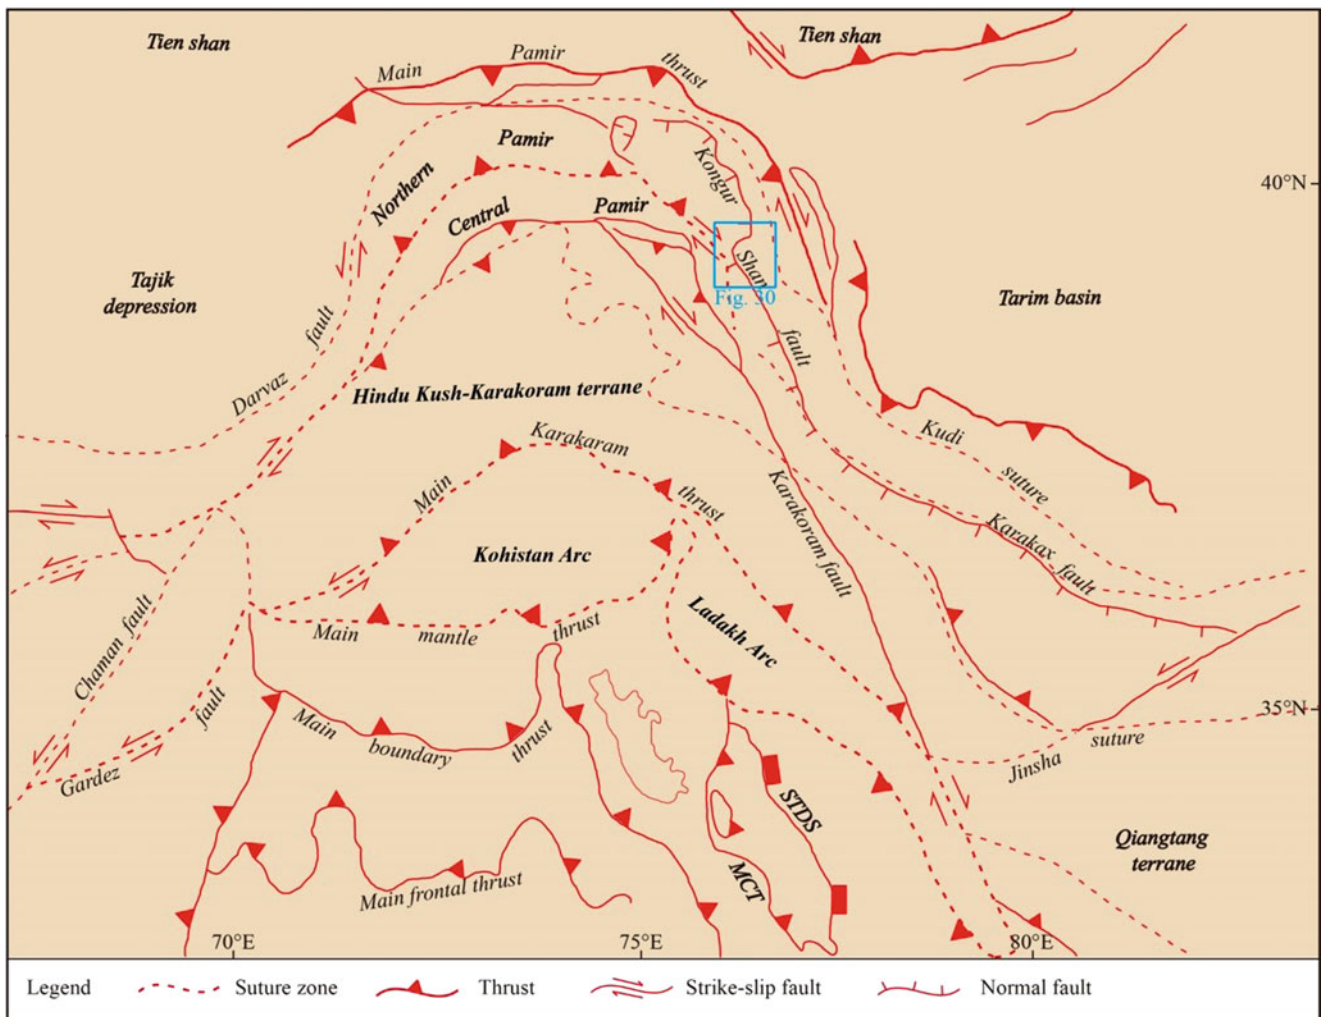 Tien shan
Tien shan
Main Pamir thrust
40°N
Northern Pamir
Kongur Shan fault
Central Pamir
Fig. 30
Tajik
depression
Tarim basin
Darvaz fault
Hindu Kush-Karakoram terrane
Kudi suture
Main Karakaram thrust
Karakoram fault
Karakax fault
Kohistan Arc
Ladakh Arc
Main mantle thrust
Chaman fault
35°N
Gardez fault
Main boundary thrust
Jinsha suture
STDS
MCT
Qiangtang
terrane
Main frontal thrust
70°E
75°E
80°E
Legend
Suture zone
Thrust
Strike-slip fault
Normal fault